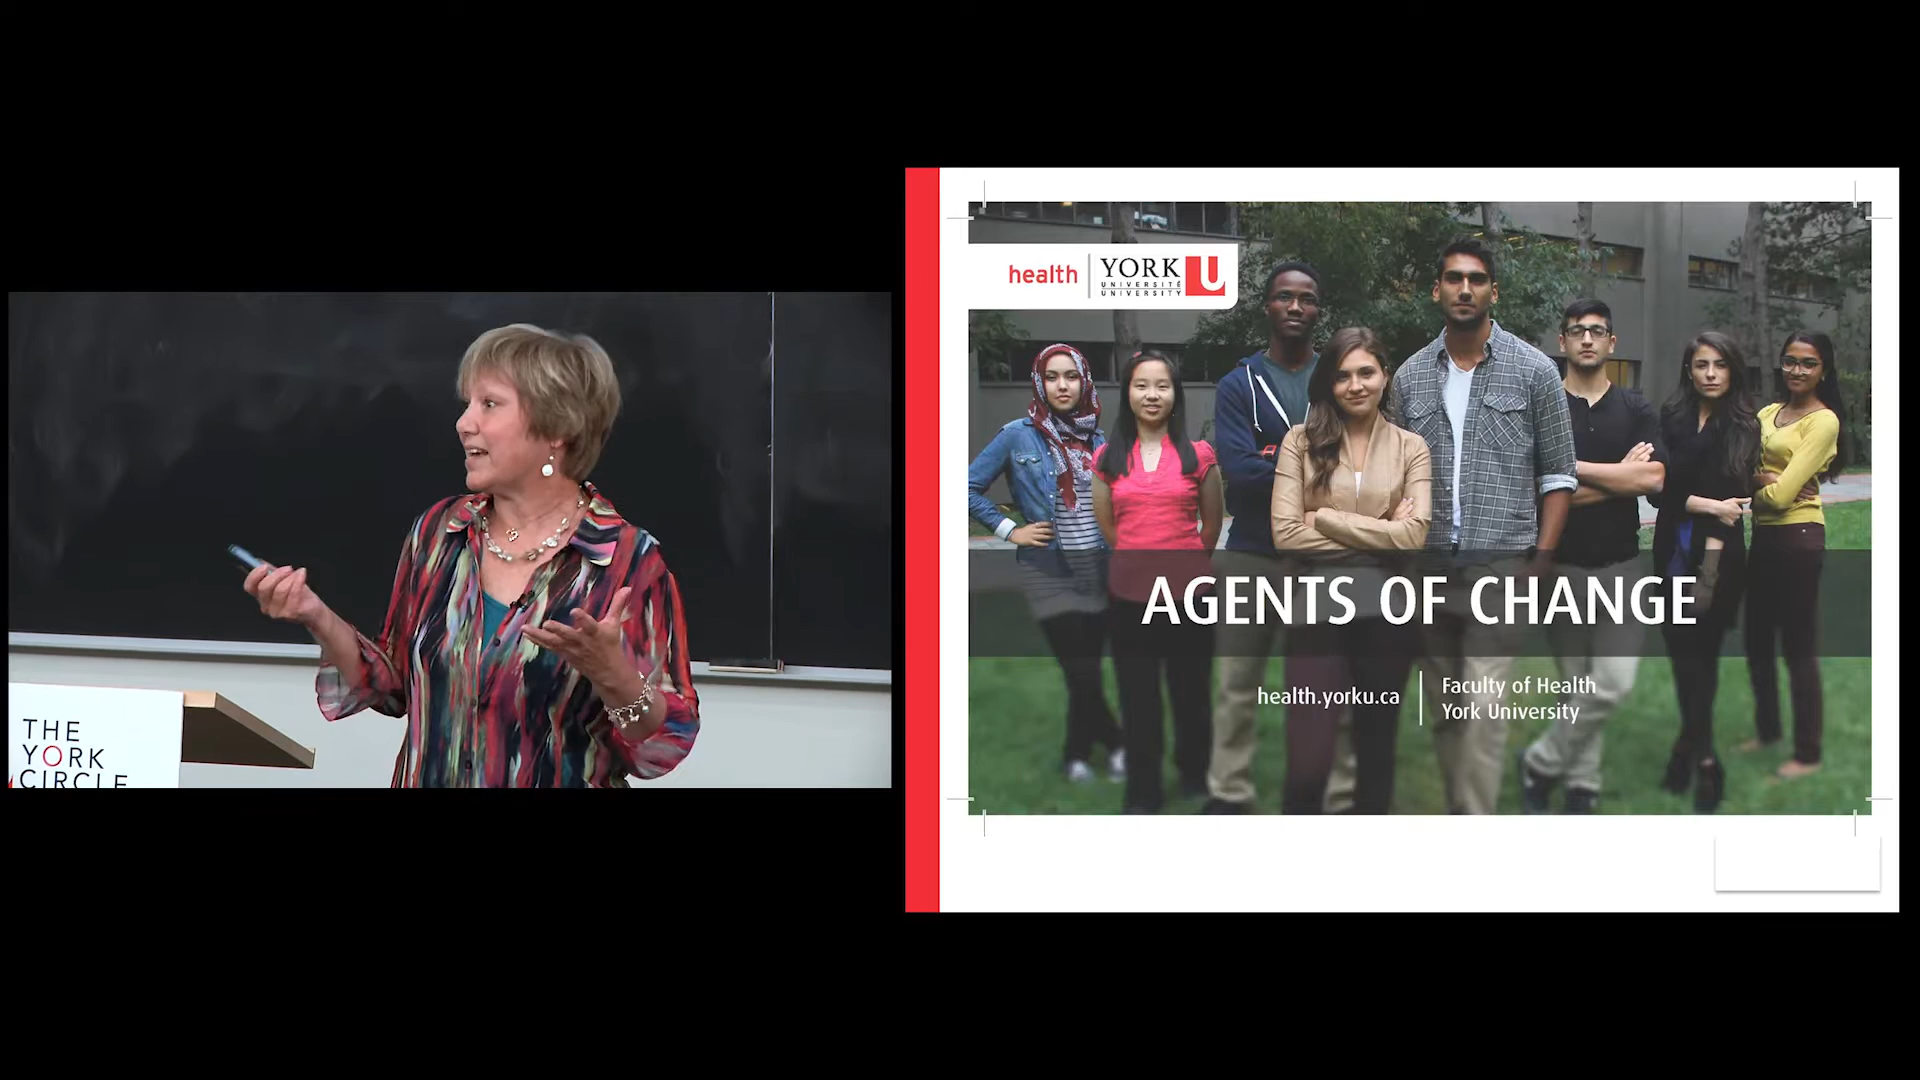 THE
YORK
CIRCLE
health
YORK
UNIVERSITÉ
UNIVERSITY
U
AGENTS OF CHANGE
health.yorku.ca
Faculty of Health
York University